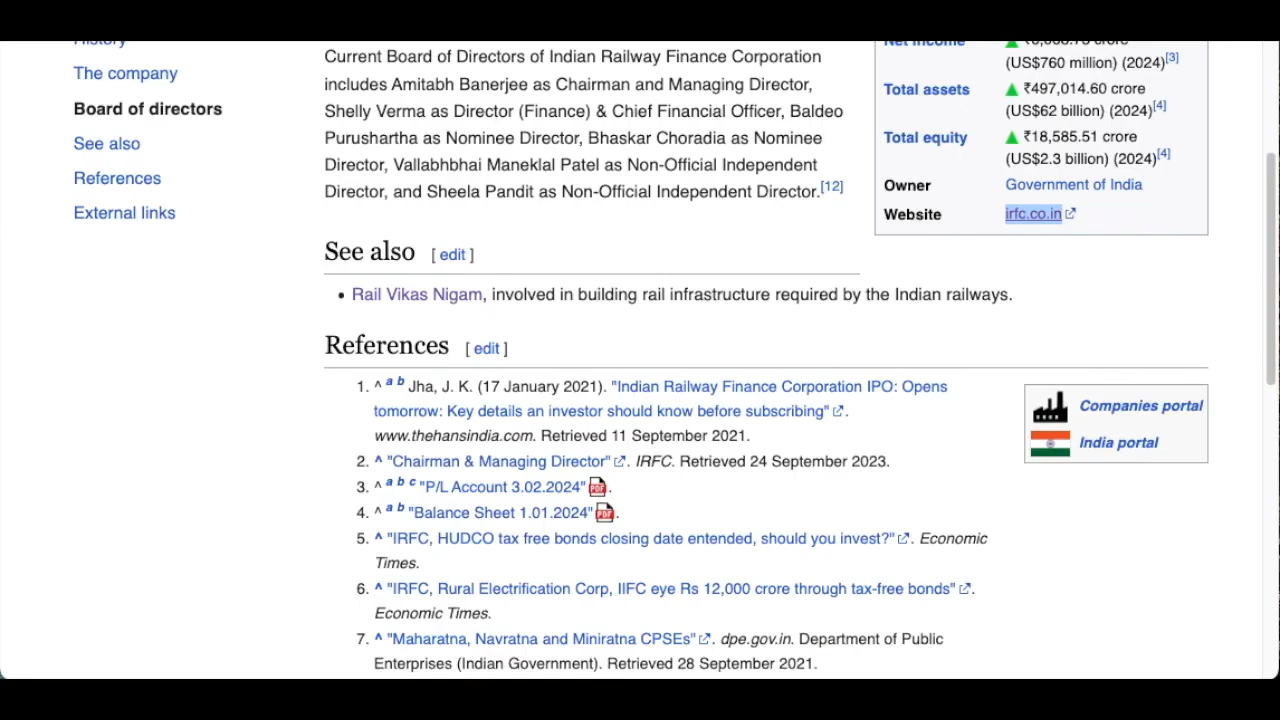 History
The company
Board of directors
See also
References
External links
Current Board of Directors of Indian Railway Finance Corporation
includes Amitabh Banerjee as Chairman and Managing Director,
Shelly Verma as Director (Finance) & Chief Financial Officer, Baldeo
Purushartha as Nominee Director, Bhaskar Choradia as Nominee
Director, Vallabhbhai Maneklal Patel as Non-Official Independent
Director, and Sheela Pandit as Non-Official Independent Director.[12]
Net income
(US$760 million) (2024)[3]
Total assets ▲ ₹497,014.60 crore
(US$62 billion) (2024)[4]
Total equity ▲ ₹18,585.51 crore
(US$2.3 billion) (2024)[4]
Owner Government of India
Website irfc.co.in
See also [ edit ]
• Rail Vikas Nigam, involved in building rail infrastructure required by the Indian railways.
References [ edit ]
1. ^ a b Jha, J. K. (17 January 2021). "Indian Railway Finance Corporation IPO: Opens
tomorrow: Key details an investor should know before subscribing".
www.thehansindia.com. Retrieved 11 September 2021.
2. ^ "Chairman & Managing Director". IRFC. Retrieved 24 September 2023.
3. ^ a b c "P/L Account 3.02.2024" PDF.
4. ^ a b "Balance Sheet 1.01.2024" PDF.
5. ^ "IRFC, HUDCO tax free bonds closing date entended, should you invest?". Economic
Times.
6. ^ "IRFC, Rural Electrification Corp, IIFC eye Rs 12,000 crore through tax-free bonds".
Economic Times.
7. ^ "Maharatna, Navratna and Miniratna CPSEs". dpe.gov.in. Department of Public
Enterprises (Indian Government). Retrieved 28 September 2021.
Companies portal
India portal